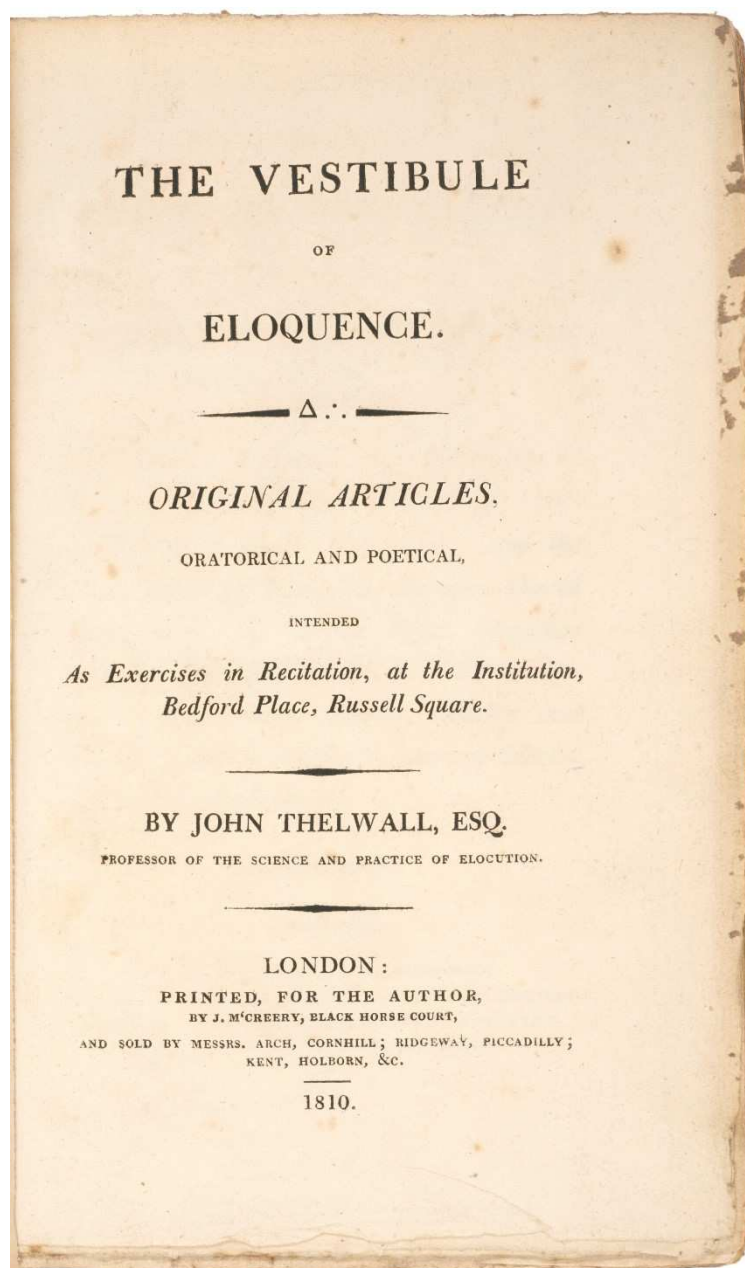 THE VESTIBULE
OF
ELOQUENCE.
Δ∴
ORIGINAL ARTICLES,
ORATORICAL AND POETICAL,
INTENDED
As Exercises in Recitation, at the Institution,
Bedford Place, Russell Square.
BY JOHN THELWALL, ESQ.
PROFESSOR OF THE SCIENCE AND PRACTICE OF ELOCUTION.
LONDON:
PRINTED, FOR THE AUTHOR,
BY J. M‘CREERY, BLACK HORSE COURT,
AND SOLD BY MESSRS. ARCH, CORNHILL; RIDGEWAY, PICCADILLY;
KENT, HOLBORN, &C.
1810.